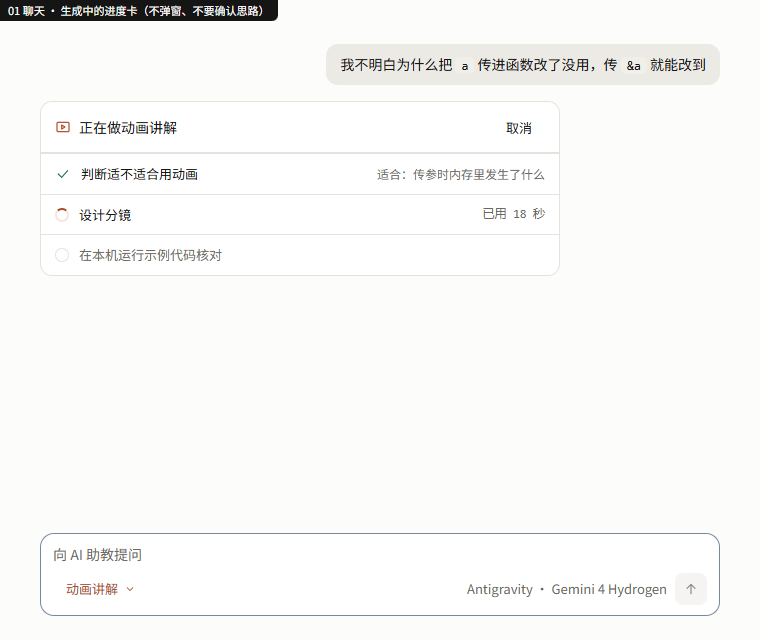 01 聊天 · 生成中的进度卡（不弹窗、不要确认思路）
我不明白为什么把 a 传进函数改了没用，传 &a 就能改到
正在做动画讲解 取消
判断适不适合用动画 适合：传参时内存里发生了什么
设计分镜 已用 18 秒
在本机运行示例代码核对
向 AI 助教提问
动画讲解 Antigravity · Gemini 4 Hydrogen